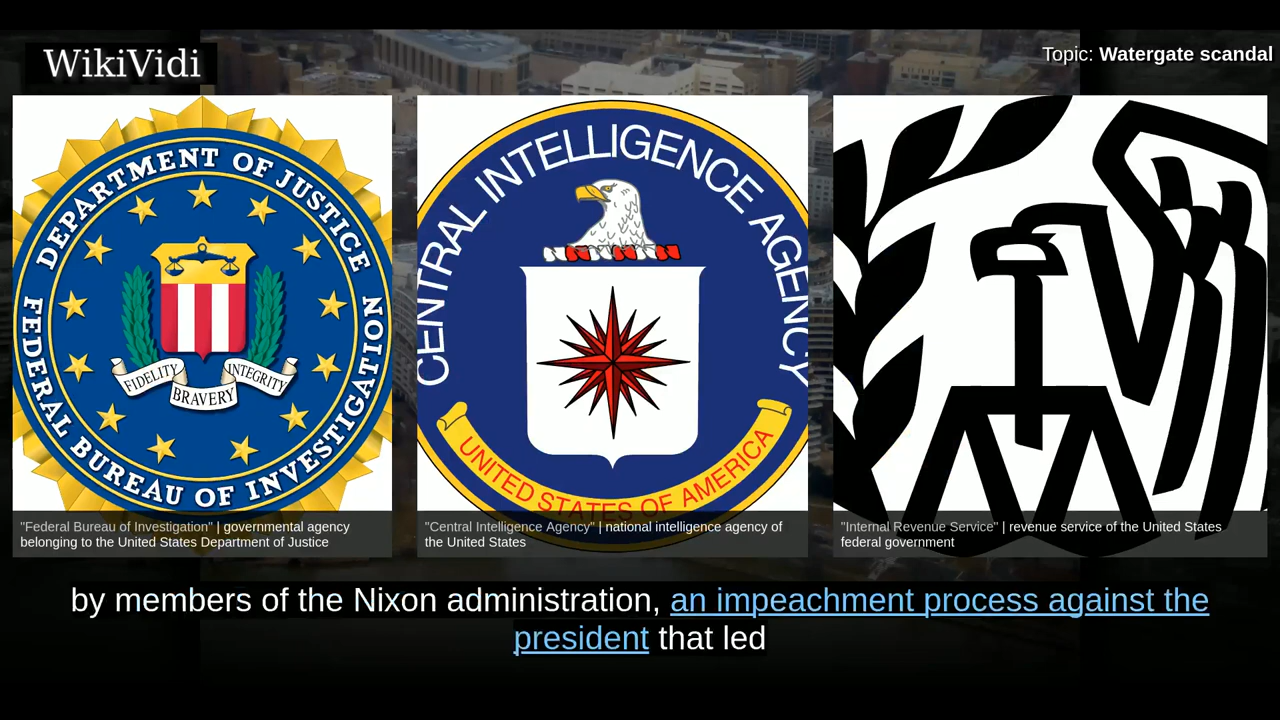 WikiVidi
Topic: Watergate scandal
DEPARTMENT OF JUSTICE
FIDELITY
BRAVERY
INTEGRITY
FEDERAL BUREAU OF INVESTIGATION
CENTRAL INTELLIGENCE AGENCY
UNITED STATES OF AMERICA
"Federal Bureau of Investigation" | governmental agency
belonging to the United States Department of Justice
"Central Intelligence Agency" | national intelligence agency of
the United States
"Internal Revenue Service" | revenue service of the United States
federal government
by members of the Nixon administration, an impeachment process against the
president that led